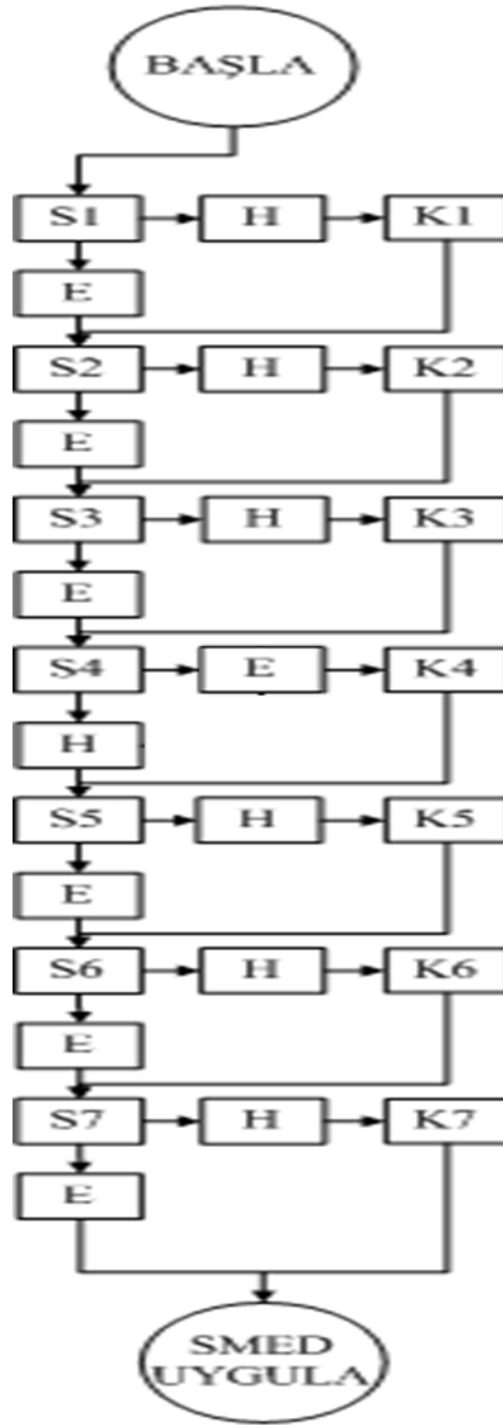 BAŞLA
S1 H K1
E
S2 H K2
E
S3 H K3
E
S4 E K4
H
S5 H K5
E
S6 H K6
E
S7 H K7
E
SMED
UYGULA